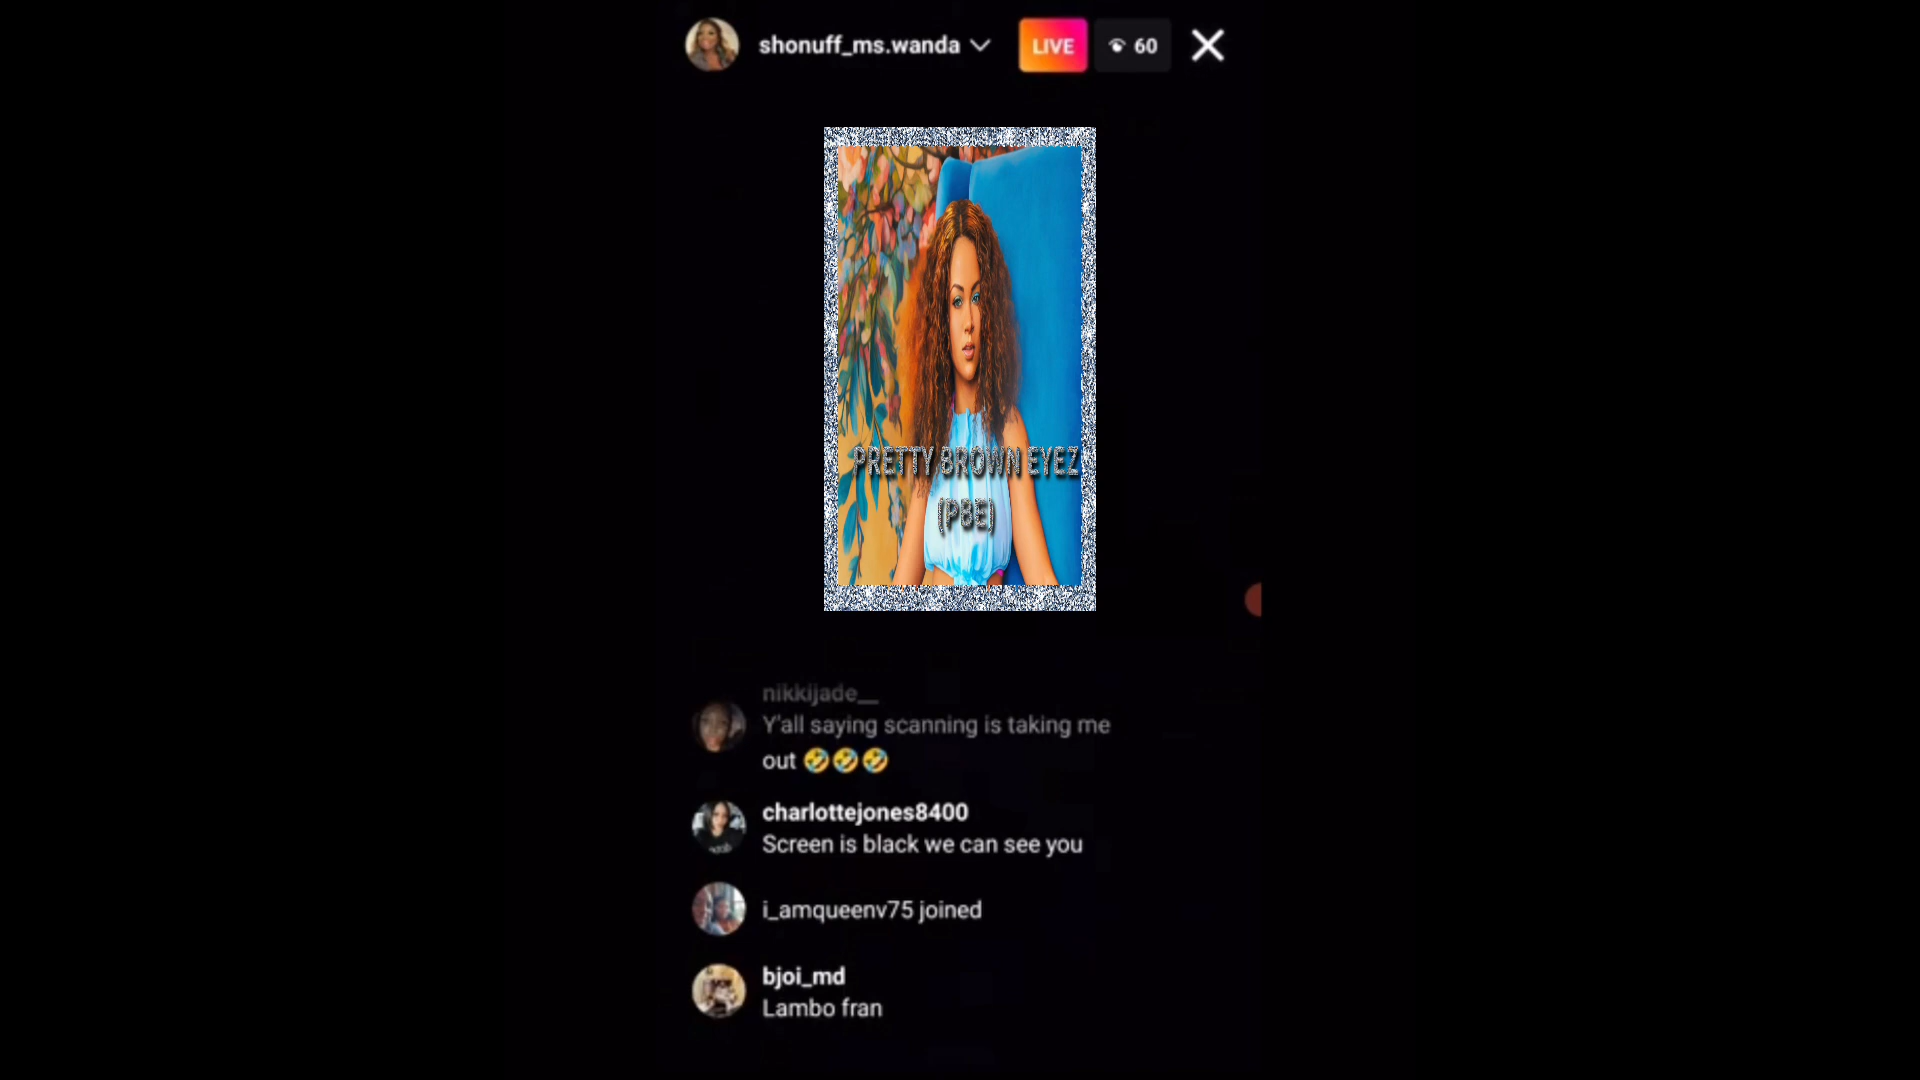 shonuff_ms.wanda
LIVE
60
PRETTY BROWN EYEZ
(PBE)
nikkijade__
Y'all saying scanning is taking me
out 🤣🤣🤣
charlottejones8400
Screen is black we can see you
i_amqueenv75 joined
bjoi_md
Lambo fran